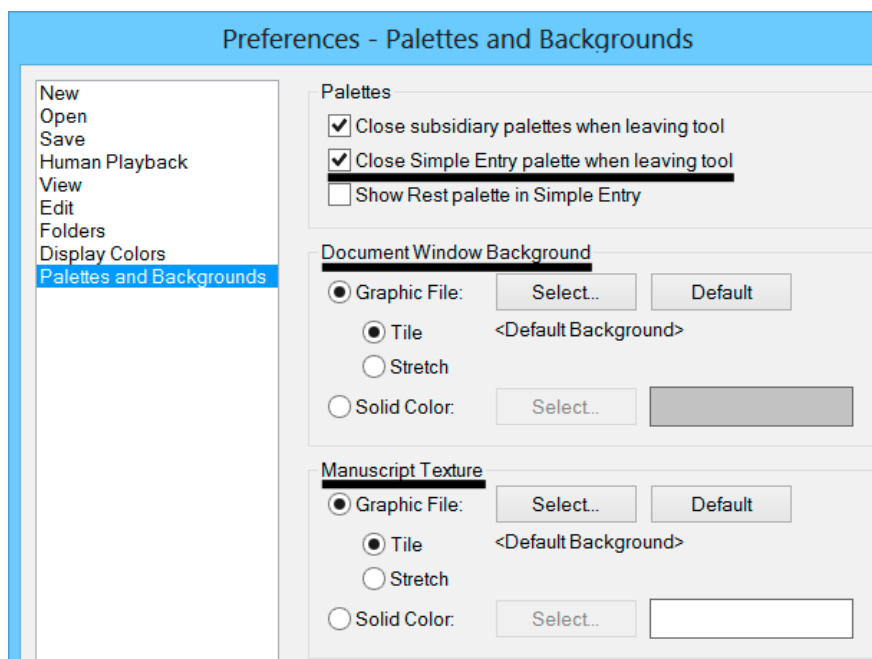 Preferences - Palettes and Backgrounds
New
Open
Save
Human Playback
View
Edit
Folders
Display Colors
Palettes and Backgrounds
Palettes
Close subsidiary palettes when leaving tool
Close Simple Entry palette when leaving tool
Show Rest palette in Simple Entry
Document Window Background
Graphic File: Select... Default
Tile <Default Background>
Stretch
Solid Color: Select...
Manuscript Texture
Graphic File: Select... Default
Tile <Default Background>
Stretch
Solid Color: Select...